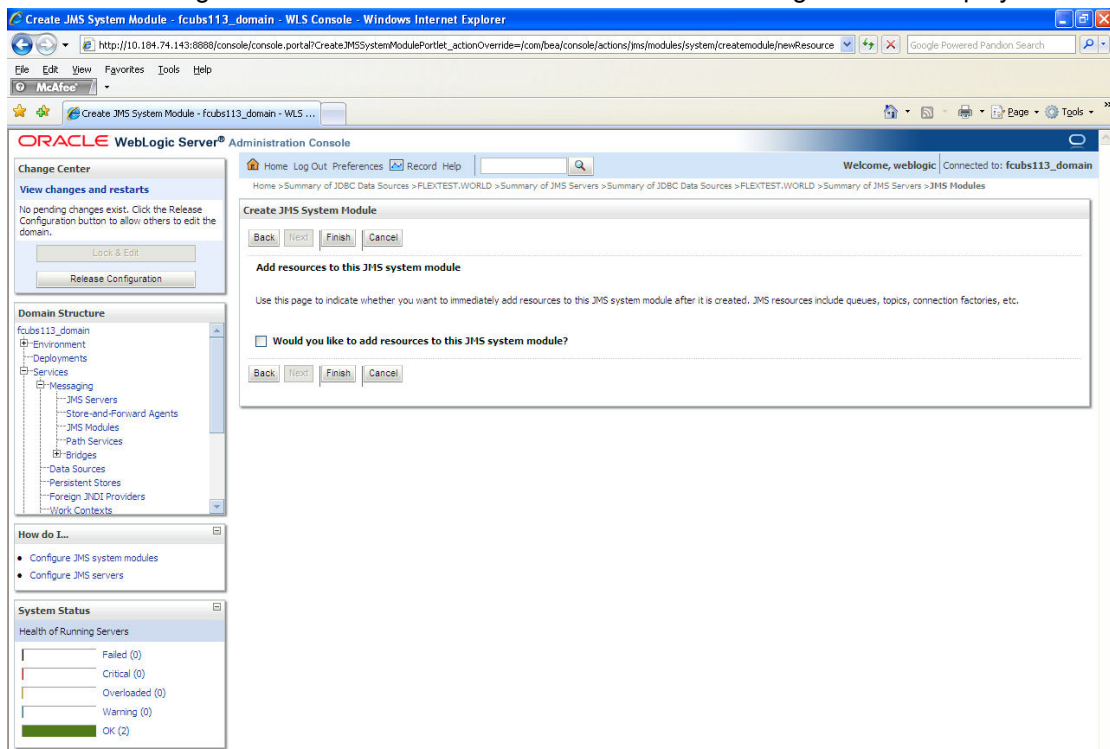 Create JMS System Module - fcubs113_domain - WLS Console - Windows Internet Explorer
http://10.184.74.143:8888/console/console.portal?CreateJMSSystemModulePortlet_actionOverride=/com/bea/console/actions/jms/modules/system/createmodule/newResource
Google Powered Pandion Search
File Edit View Favorites Tools Help
McAfee
Create JMS System Module - fcubs113_domain - WLS ...
Page Tools
ORACLE WebLogic Server® Administration Console
Change Center
View changes and restarts
No pending changes exist. Click the Release
Configuration button to allow others to edit the
domain.
Lock & Edit
Release Configuration
Domain Structure
fcubs113_domain
Environment
Deployments
Services
Messaging
JMS Servers
Store-and-Forward Agents
JMS Modules
Path Services
Bridges
Data Sources
Persistent Stores
Foreign JNDI Providers
Work Contexts
How do I...
Configure JMS system modules
Configure JMS servers
System Status
Health of Running Servers
Failed (0)
Critical (0)
Overloaded (0)
Warning (0)
OK (2)
Home Log Out Preferences Record Help
Welcome, weblogic Connected to: fcubs113_domain
Home >Summary of JDBC Data Sources >FLEXTEST.WORLD >Summary of JMS Servers >Summary of JDBC Data Sources >FLEXTEST.WORLD >Summary of JMS Servers >JMS Modules
Create JMS System Module
Back Next Finish Cancel
Add resources to this JMS system module
Use this page to indicate whether you want to immediately add resources to this JMS system module after it is created. JMS resources include queues, topics, connection factories, etc.
Would you like to add resources to this JMS system module?
Back Next Finish Cancel